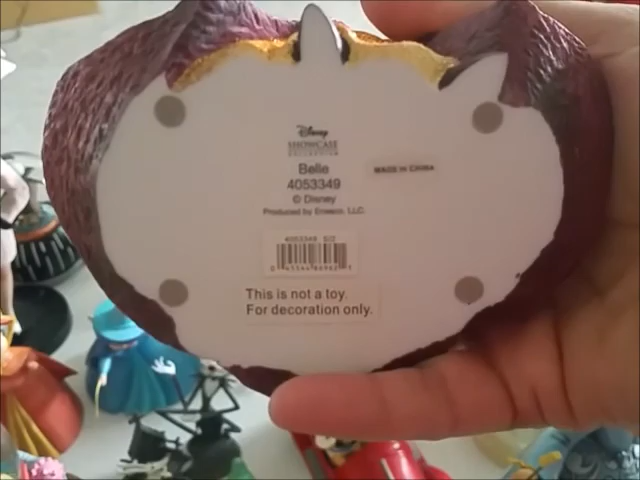 Disney
SHOWCASE
COLLECTION
Belle
4053349
© Disney
Produced by Enesco, LLC.
MADE IN CHINA
4053349
This is not a toy.
For decoration only.